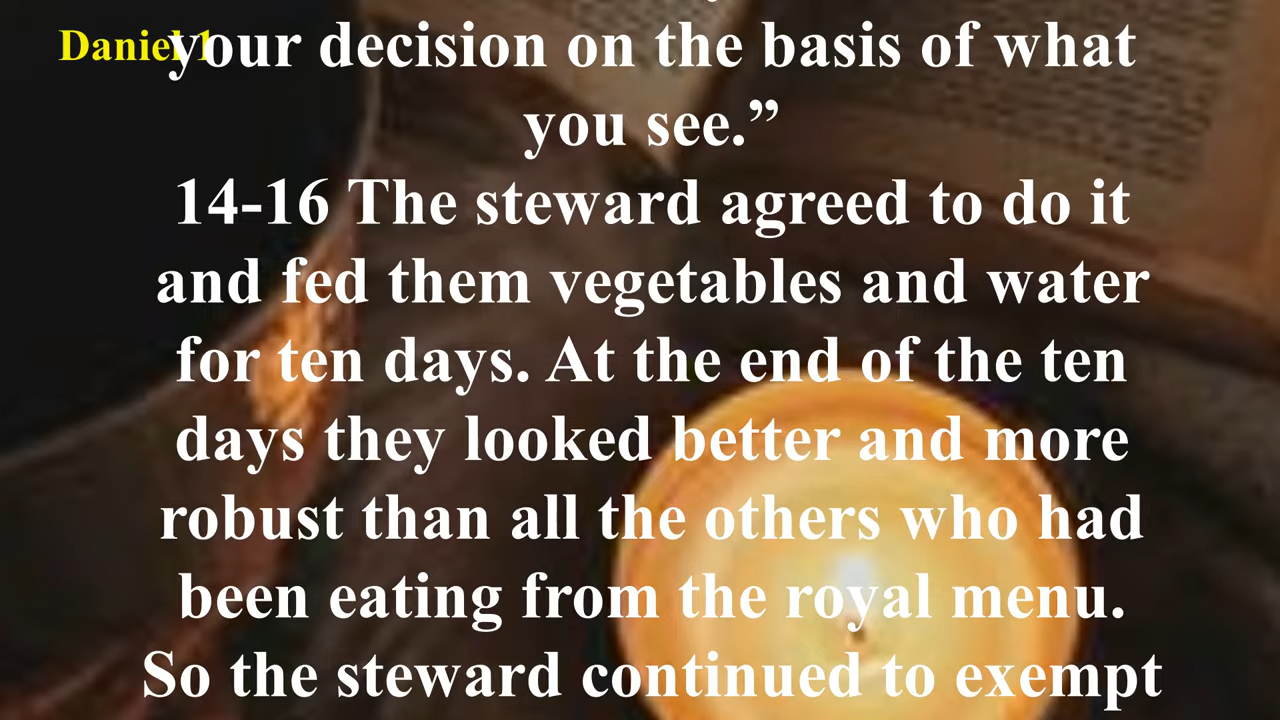 Daniel 1
your decision on the basis of what
you see.”
14-16 The steward agreed to do it
and fed them vegetables and water
for ten days. At the end of the ten
days they looked better and more
robust than all the others who had
been eating from the royal menu.
So the steward continued to exempt